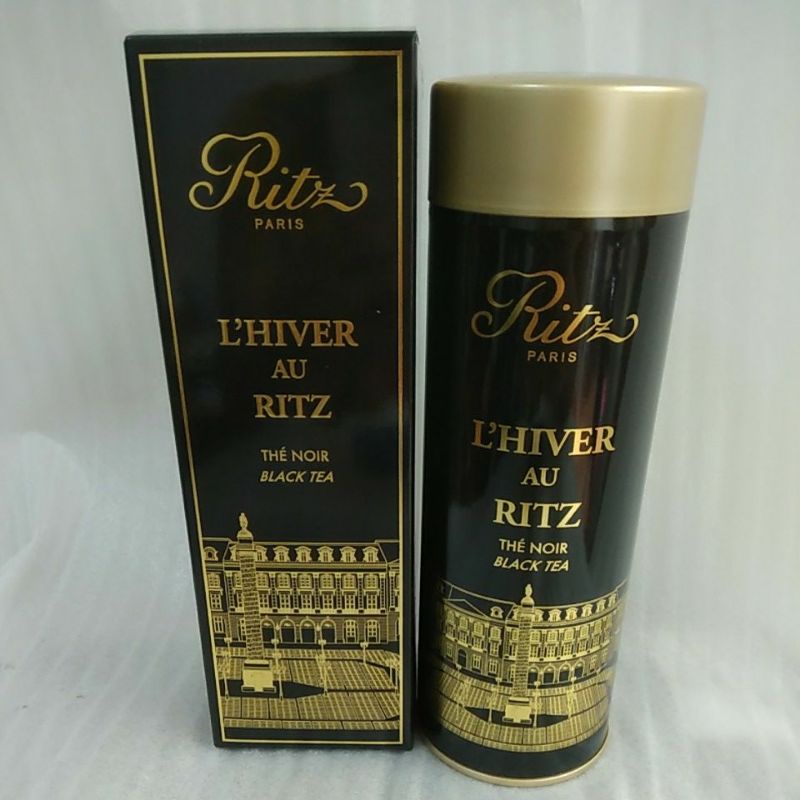 Ritz
PARIS
L'HIVER
AU
RITZ
THÉ NOIR
BLACK TEA
Ritz
PARIS
L'HIVER
AU
RITZ
THÉ NOIR
BLACK TEA